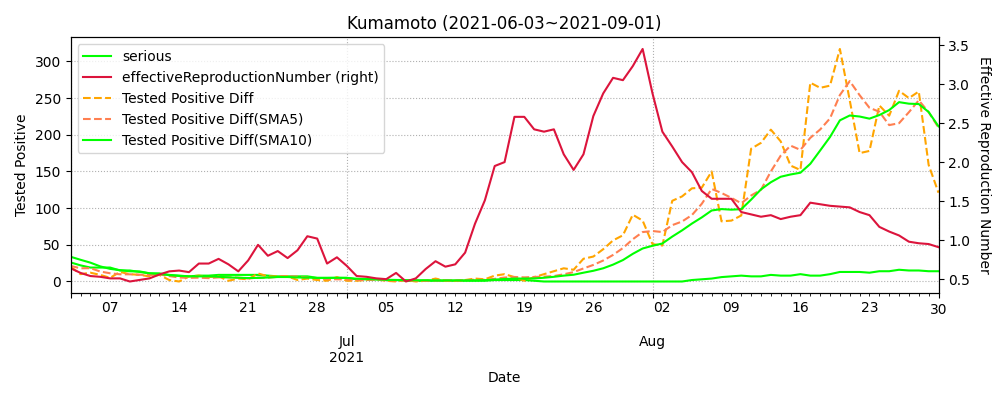 Kumamoto (2021-06-03~2021-09-01)
serious
effectiveReproductionNumber (right)
Tested Positive Diff
Tested Positive Diff(SMA5)
Tested Positive Diff(SMA10)
Tested Positive
300
250
200
150
100
50
0
3.5
3.0
2.5
2.0
1.5
1.0
0.5
Effective Reproduction Number
07 14 21 28 05 12 19 26 02 09 16 23 30
Jul Aug
2021
Date